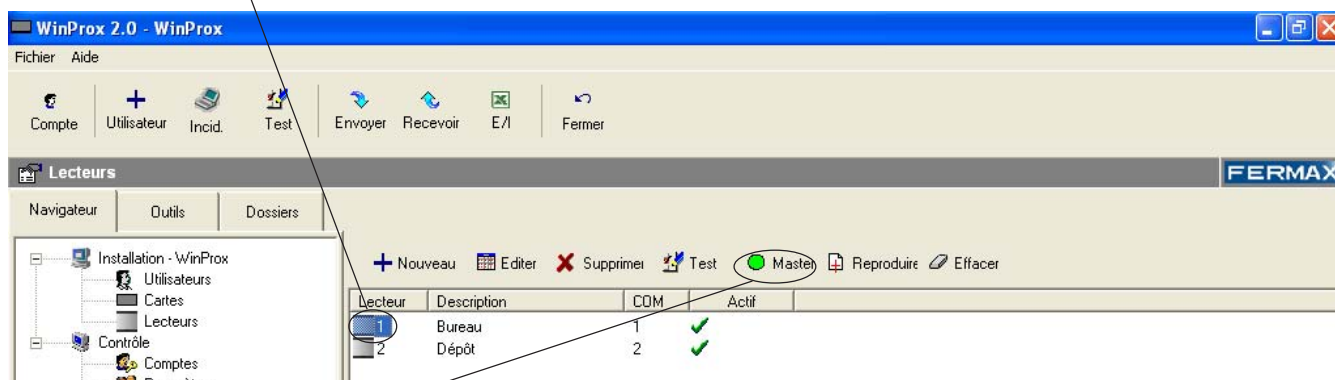 WinProx 2.0 - WinProx
Fichier Aide
Compte Utilisateur Incid. Test Envoyer Recevoir E/I Fermer
Lecteurs FERMAX
Navigateur Outils Dossiers
Installation - WinProx
Utilisateurs
Cartes
Lecteurs
Contrôle
Comptes
Nouveau Editer Supprimer Test Master Reproduire Effacer
Lecteur Description COM Actif
1 Bureau 1
2 Dépôt 2